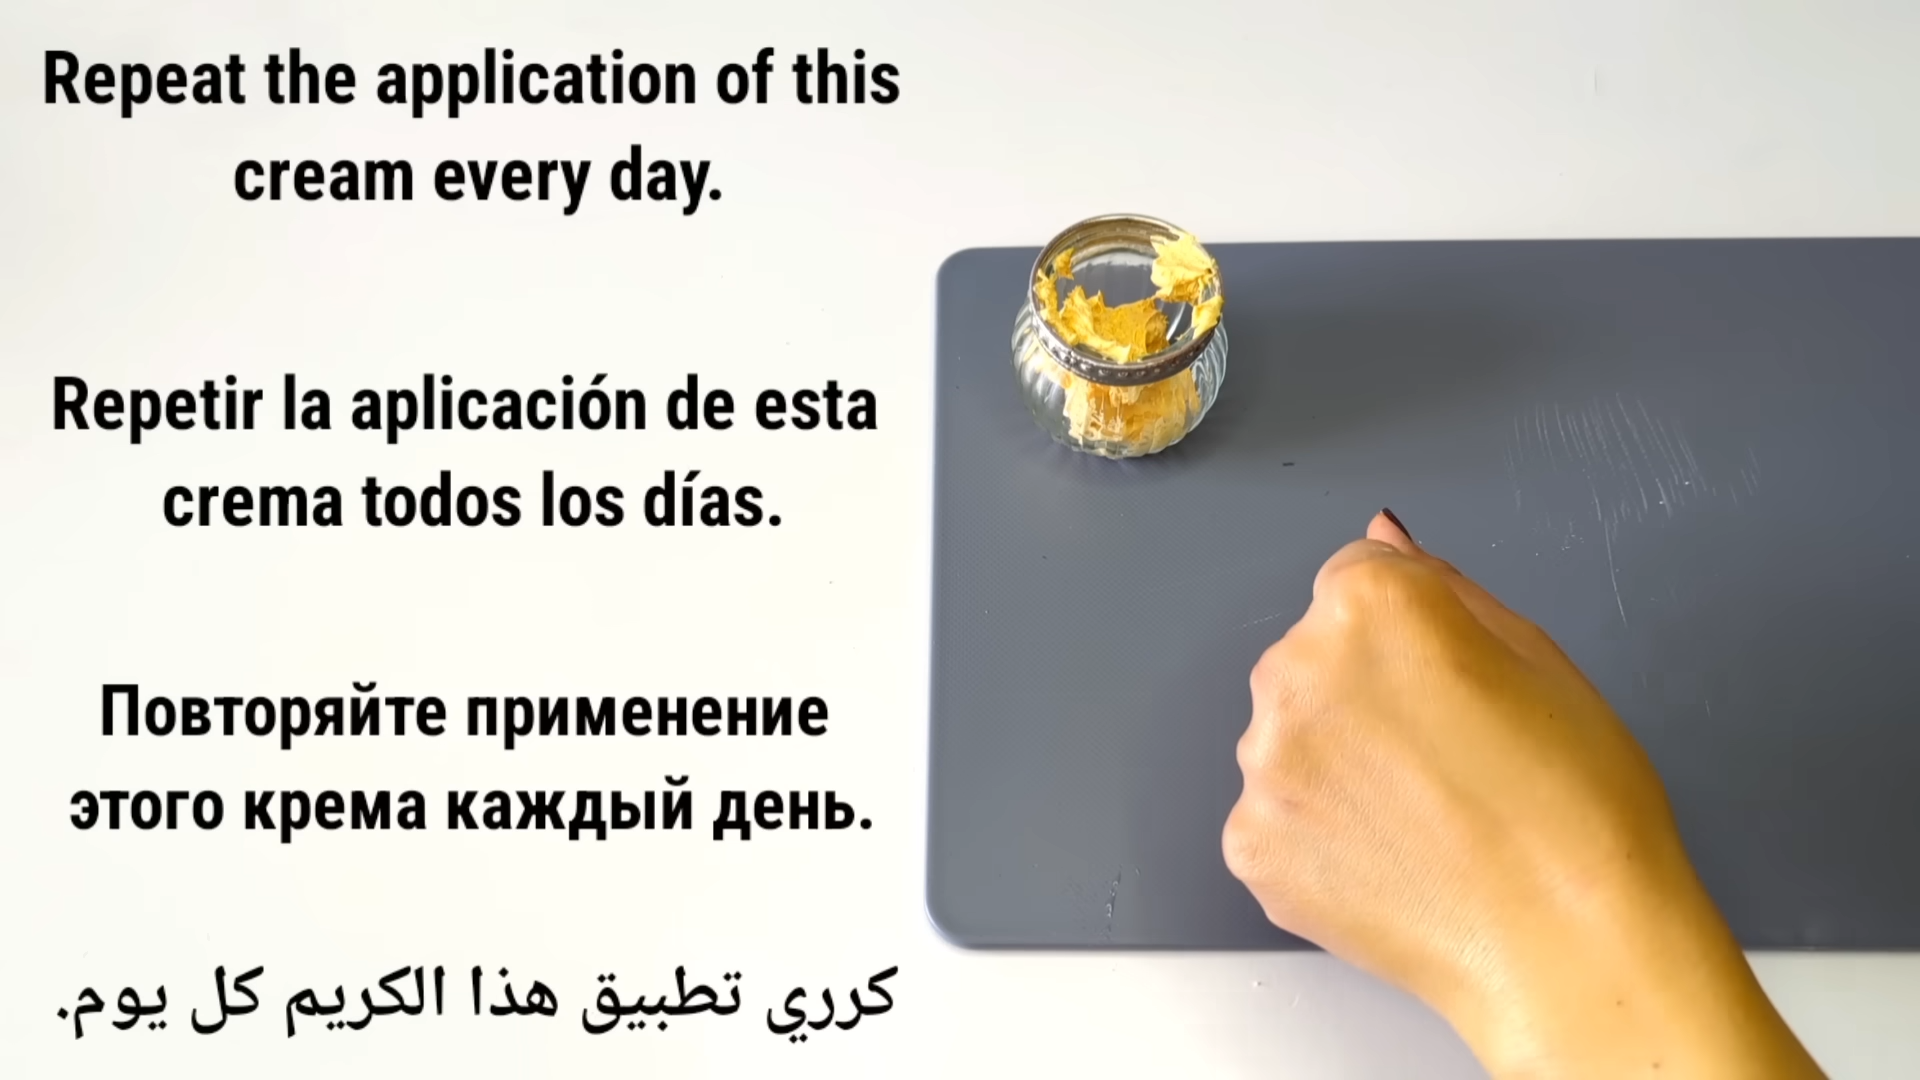 Repeat the application of this
cream every day.
Repetir la aplicación de esta
crema todos los días.
Повторяйте применение
этого крема каждый день.
كرري تطبيق هذا الكريم كل يوم.